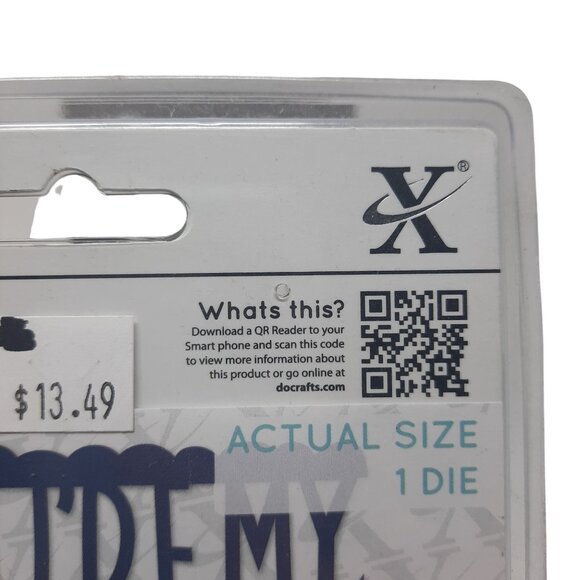 X®
Whats this?
Download a QR Reader to your
Smart phone and scan this code
to view more information about
this product or go online at
docrafts.com
$13.49
ACTUAL SIZE
1 DIE
MY